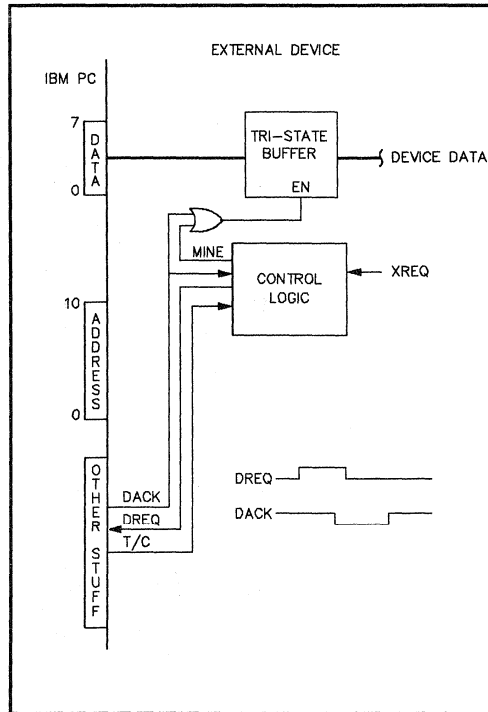 EXTERNAL DEVICE
IBM PC
7
DATA
0
TRI-STATE
BUFFER
EN
DEVICE DATA
MINE
CONTROL
LOGIC
XREQ
10
ADDRESS
0
OTHER STUFF
DACK
DREQ
T/C
DREQ
DACK